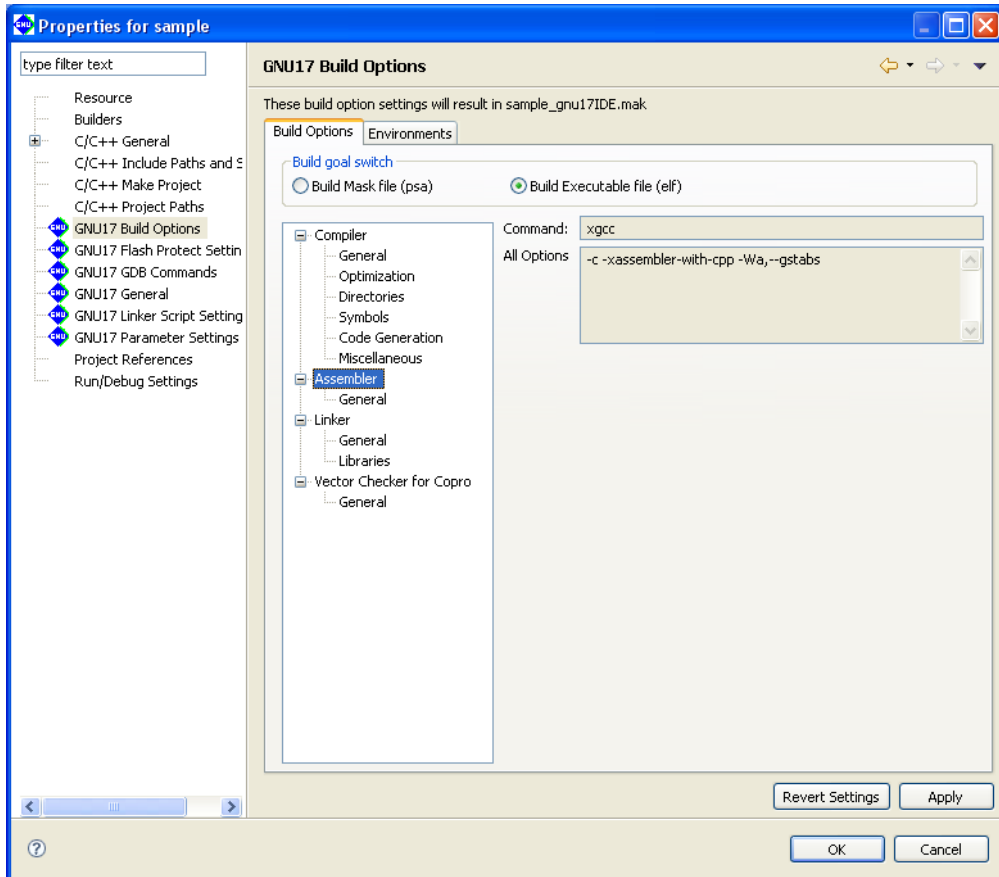 Properties for sample
type filter text
Resource
Builders
C/C++ General
C/C++ Include Paths and S
C/C++ Make Project
C/C++ Project Paths
GNU17 Build Options
GNU17 Flash Protect Settin
GNU17 GDB Commands
GNU17 General
GNU17 Linker Script Setting
GNU17 Parameter Settings
Project References
Run/Debug Settings
GNU17 Build Options
These build option settings will result in sample_gnu17IDE.mak
Build Options Environments
Build goal switch
Build Mask file (psa) Build Executable file (elf)
Compiler
General
Optimization
Directories
Symbols
Code Generation
Miscellaneous
Assembler
General
Linker
General
Libraries
Vector Checker for Copro
General
Command: xgcc
All Options -c -xassembler-with-cpp -Wa,--gstabs
Revert Settings Apply
OK Cancel